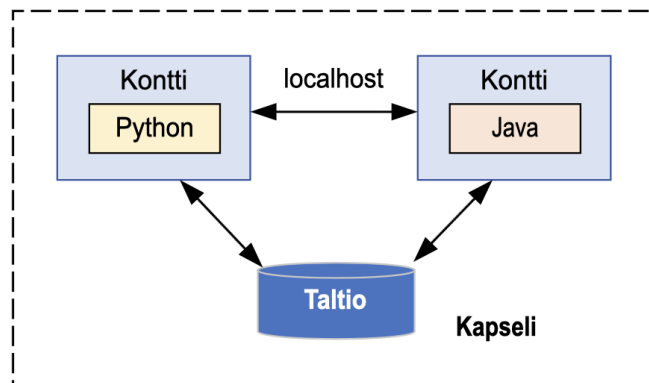 Kontti
localhost
Kontti
Python
Java
Taltio
Kapseli